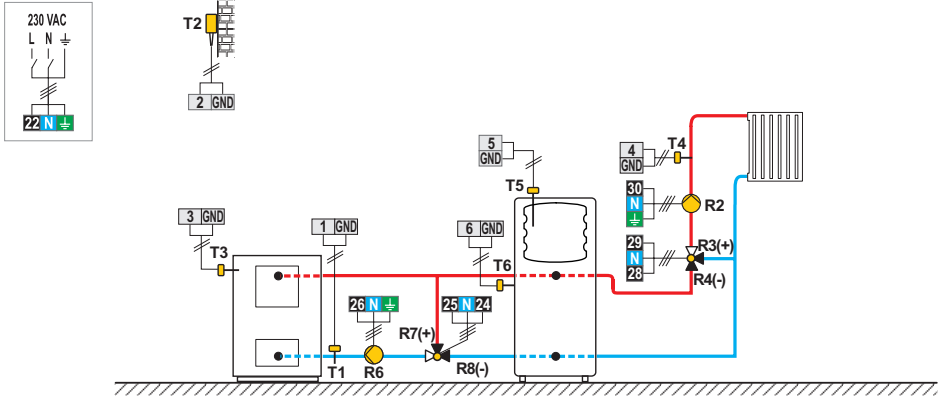 230 VAC
L N
22 N
T2
2 GND
5
GND
T5
4
GND
T4
30
N
R2
29
N
28
R3(+)
R4(-)
3 GND
T3
1 GND
6 GND
T6
26 N
25 N 24
R7(+)
R8(-)
T1
R6